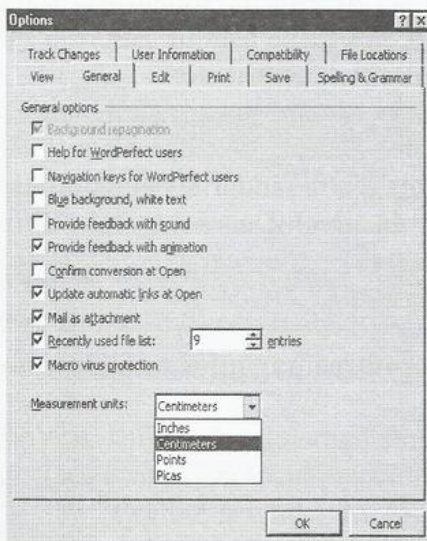 Options
Track Changes User Information Compatibility File Locations
View General Edit Print Save Spelling & Grammar
General options
Background repagination
Help for WordPerfect users
Navigation keys for WordPerfect users
Blue background, white text
Provide feedback with sound
Provide feedback with animation
Confirm conversion at Open
Update automatic links at Open
Mail as attachment
Recently used file list: 9 entries
Macro virus protection
Measurement units: Centimeters
Inches
Centimeters
Points
Picas
OK Cancel